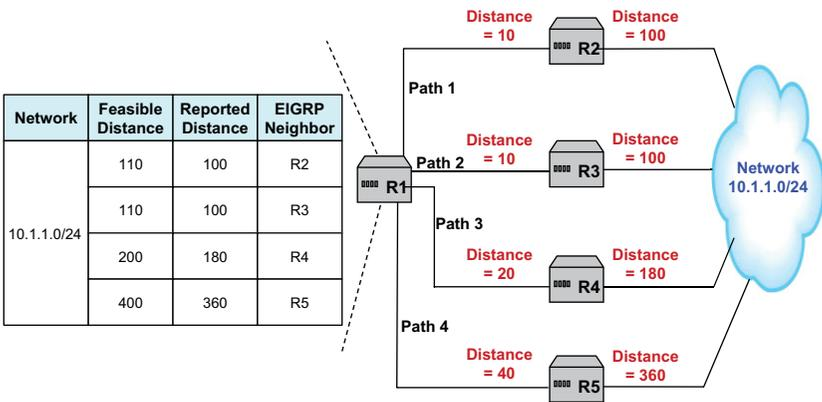 Network
Feasible
Distance
Reported
Distance
EIGRP
Neighbor
10.1.1.0/24
110
100
R2
110
100
R3
200
180
R4
400
360
R5
R1
Path 1
Distance
= 10
R2
Distance
= 100
Path 2
Distance
= 10
R3
Distance
= 100
Path 3
Distance
= 20
R4
Distance
= 180
Path 4
Distance
= 40
R5
Distance
= 360
Network
10.1.1.0/24